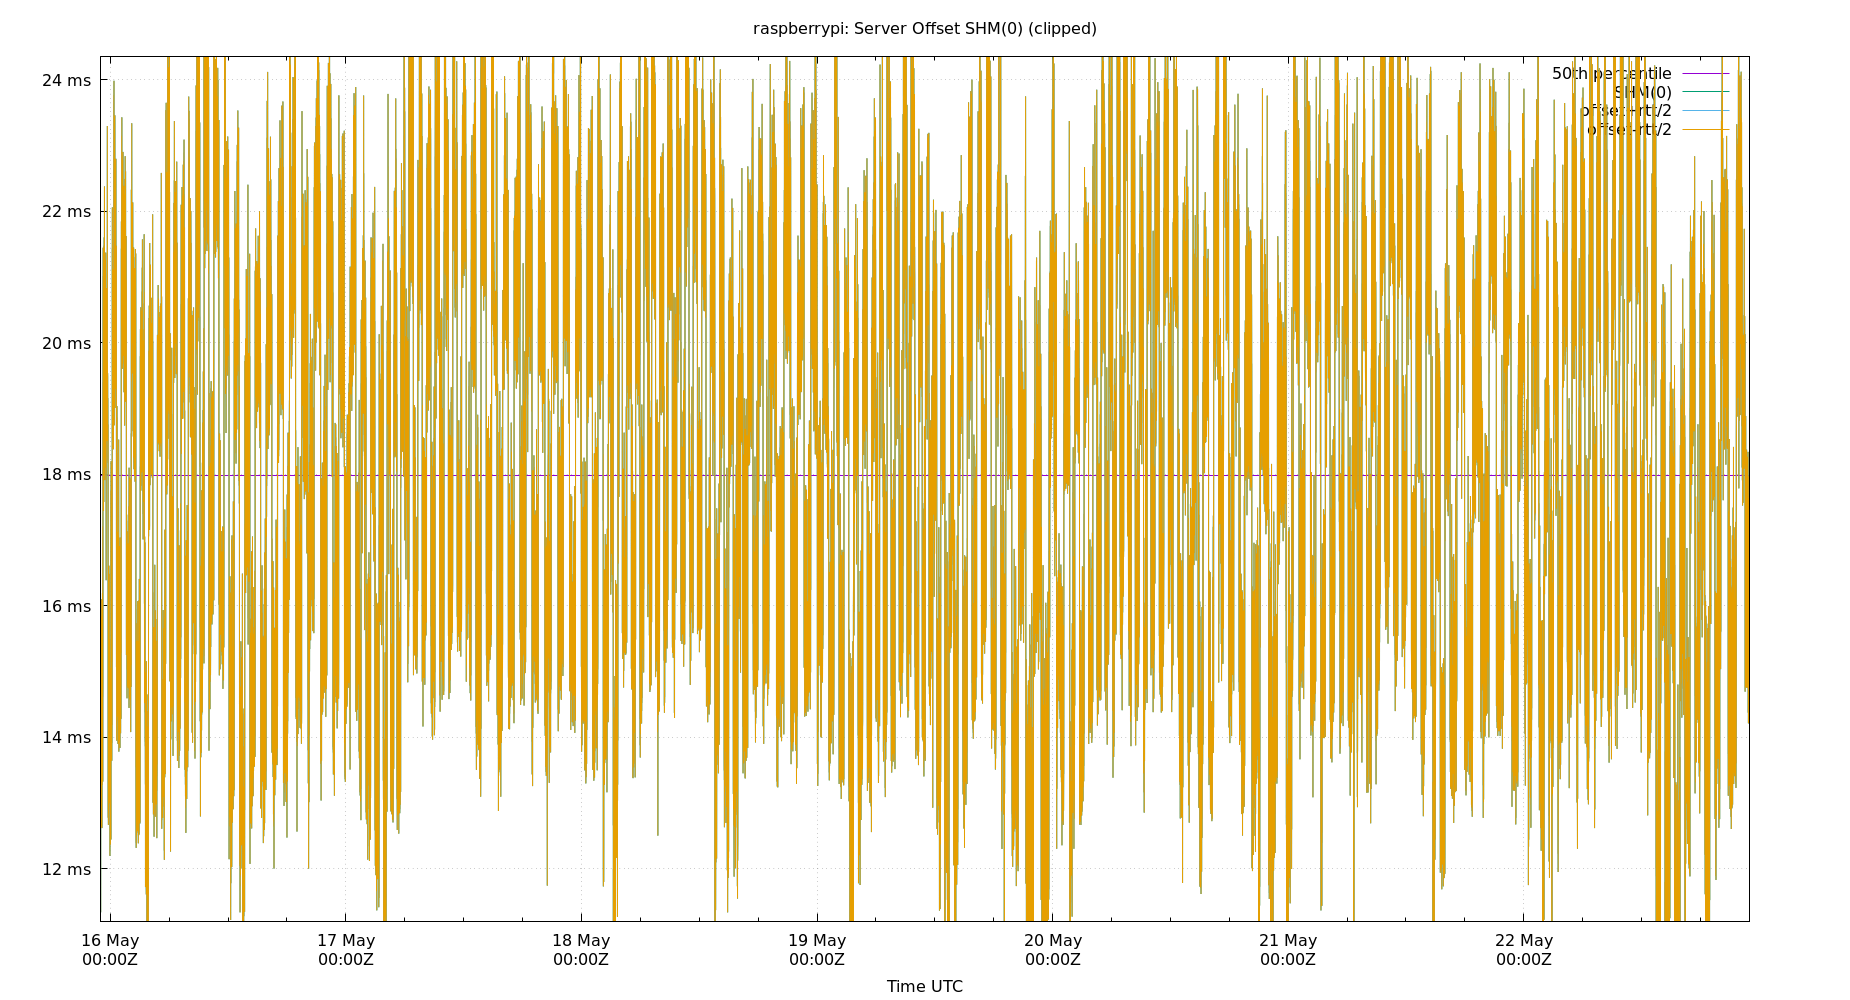 raspberrypi: Server Offset SHM(0) (clipped)
24 ms
22 ms
20 ms
18 ms
16 ms
14 ms
12 ms
50th percentile
SHM(0)
offset+rtt/2
offset-rtt/2
16 May 17 May 18 May 19 May 20 May 21 May 22 May
00:00Z 00:00Z 00:00Z 00:00Z 00:00Z 00:00Z 00:00Z
Time UTC